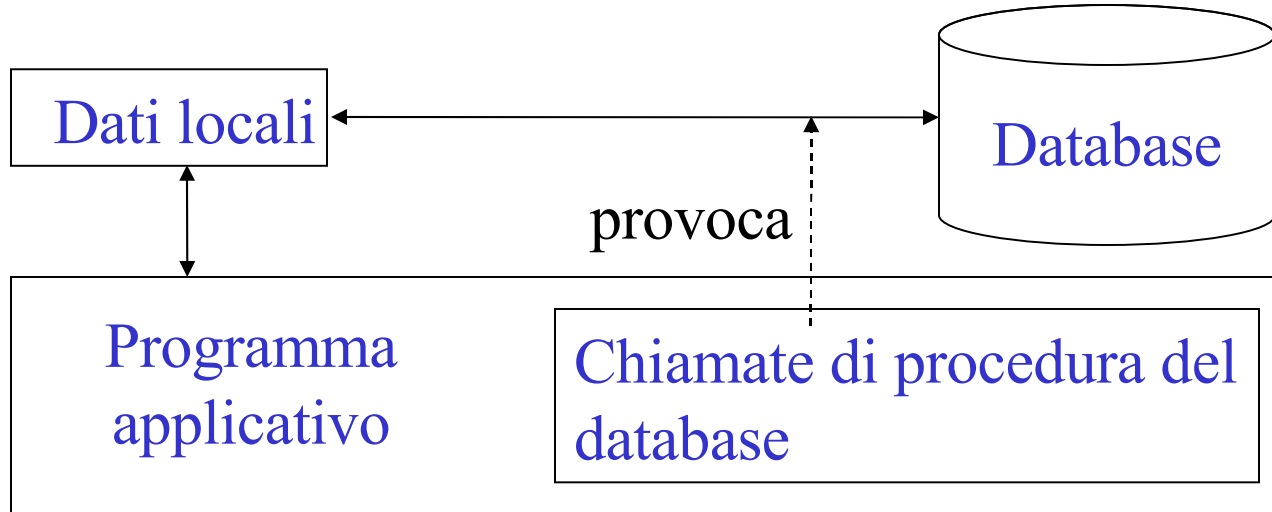 Dati locali
Database
provoca
Programma
applicativo
Chiamate di procedura del
database